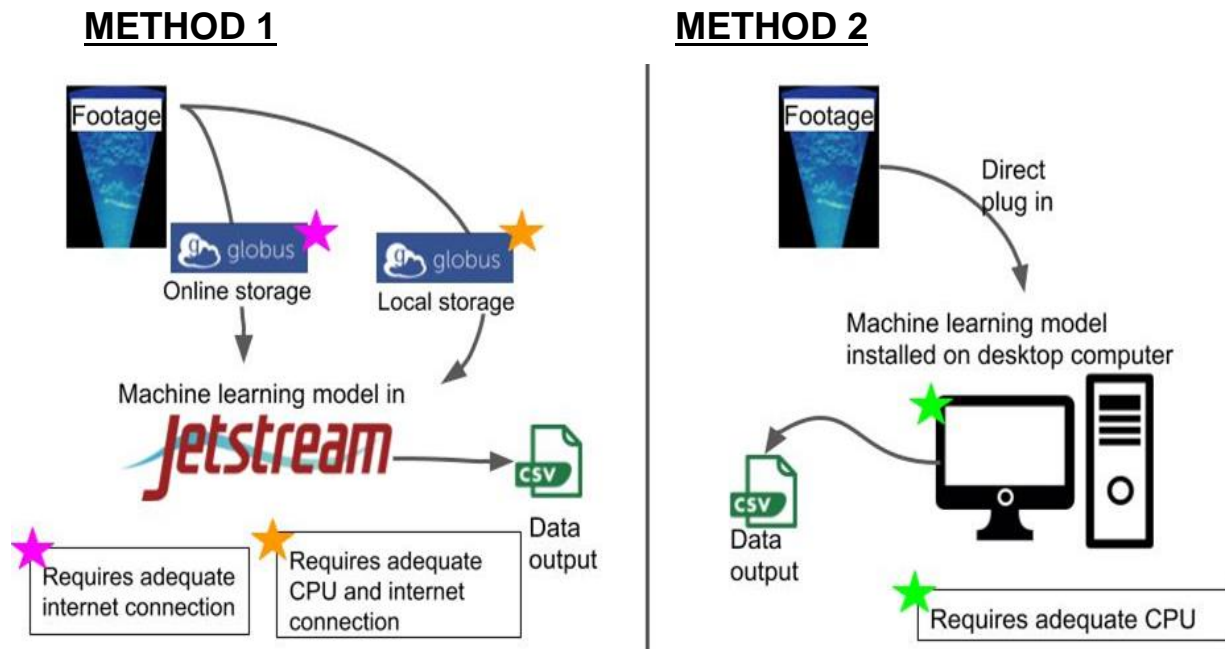 METHOD 1
Footage
globus
Online storage
globus
Local storage
Machine learning model in
Jetstream
CSV
Data
output
Requires adequate
internet connection
Requires adequate
CPU and internet
connection
METHOD 2
Footage
Direct
plug in
Machine learning model
installed on desktop computer
CSV
Data
output
Requires adequate CPU